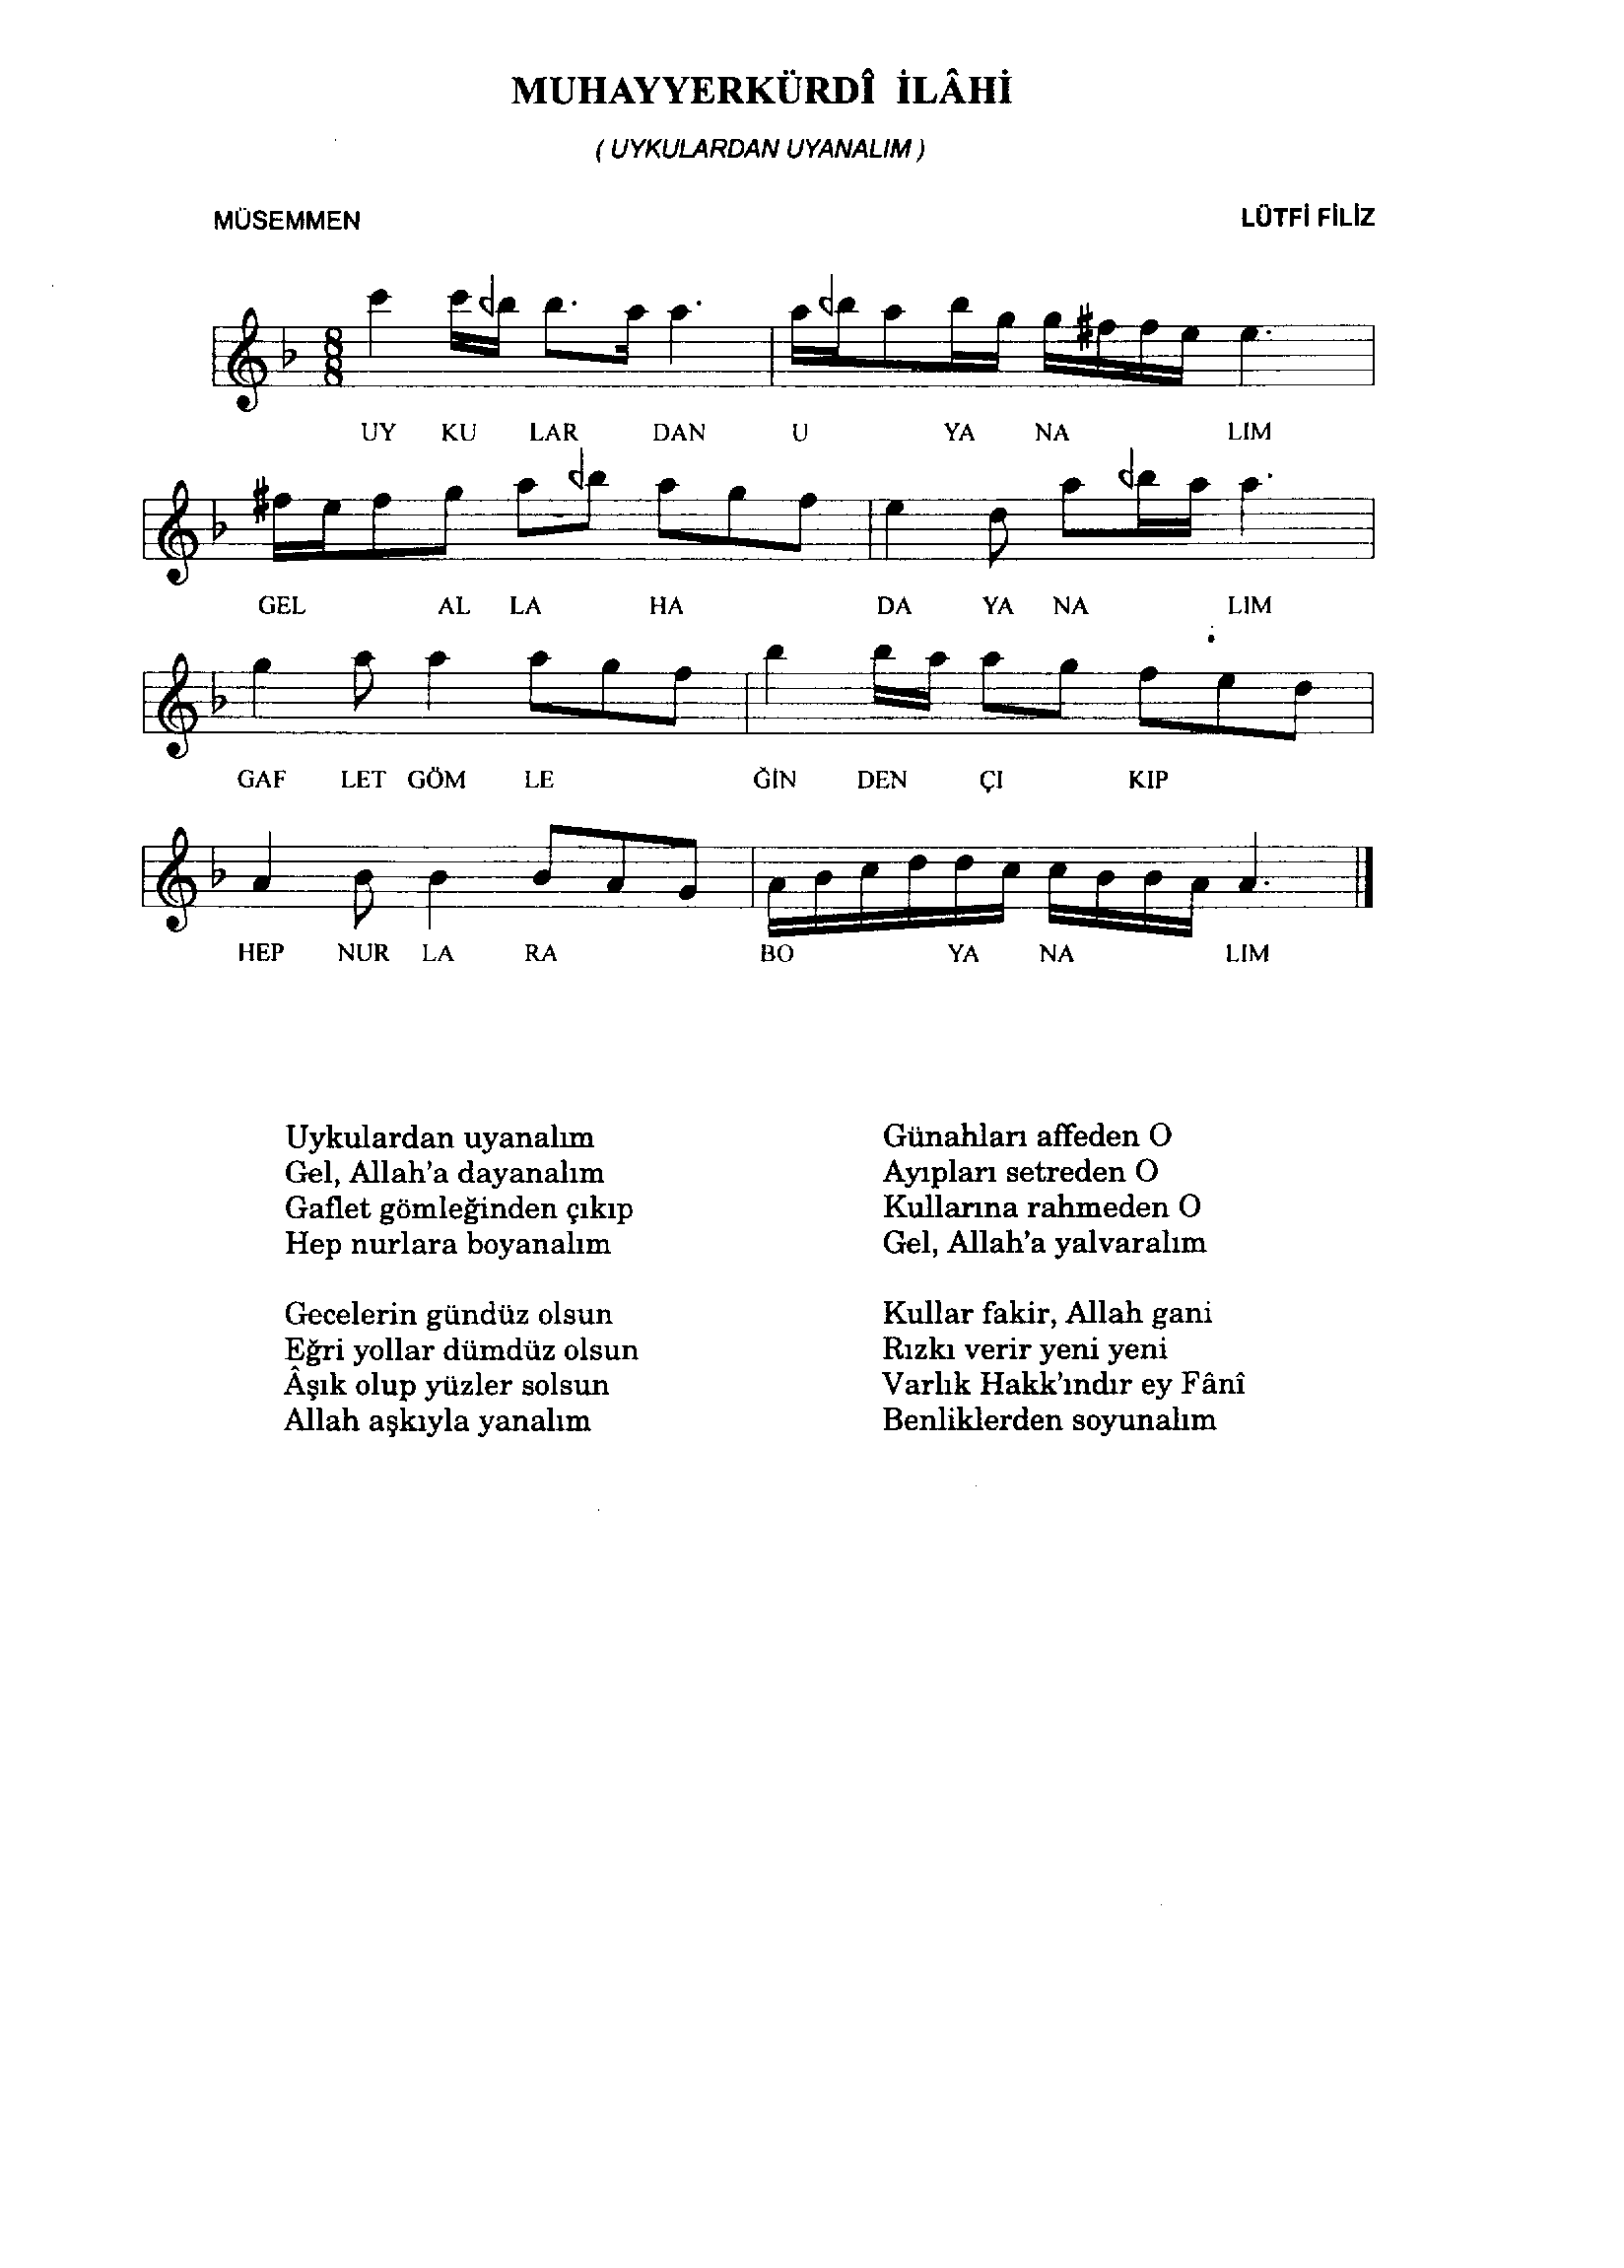 MUHAYYERKÜRDÎ İLÂHİ
( UYKULARDAN UYANALIM )
MÜSEMMEN
LÜTFİ FİLİZ
8
8
8
UY KU LAR DAN U YA NA LIM
GEL AL LA HA DA YA NA LIM
GAF LET GÖM LE ĞİN DEN ÇI KIP
HEP NUR LA RA BO YA NA LIM
Uykulardan uyanalım
Gel, Allah'a dayanalım
Gaflet gömleğinden çıkıp
Hep nurlara boyanalım
Gecelerin gündüz olsun
Eğri yollar dümdüz olsun
Âşık olup yüzler solsun
Allah aşkıyla yanalım
Günahları affeden O
Ayıpları setreden O
Kullarına rahmeden O
Gel, Allah'a yalvaralım
Kullar fakir, Allah gani
Rızkı verir yeni yeni
Varlık Hakk'ındır ey Fânî
Benliklerden soyunalım